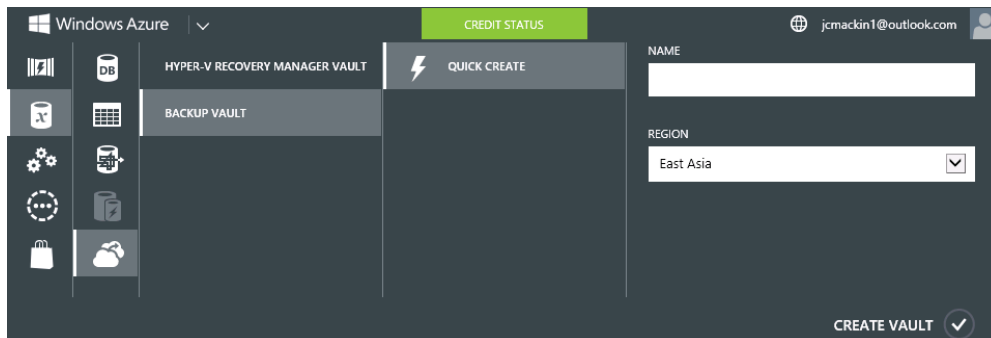 Windows Azure
CREDIT STATUS
jcmackin1@outlook.com
DB
x
HYPER-V RECOVERY MANAGER VAULT
BACKUP VAULT
QUICK CREATE
NAME
REGION
East Asia
CREATE VAULT